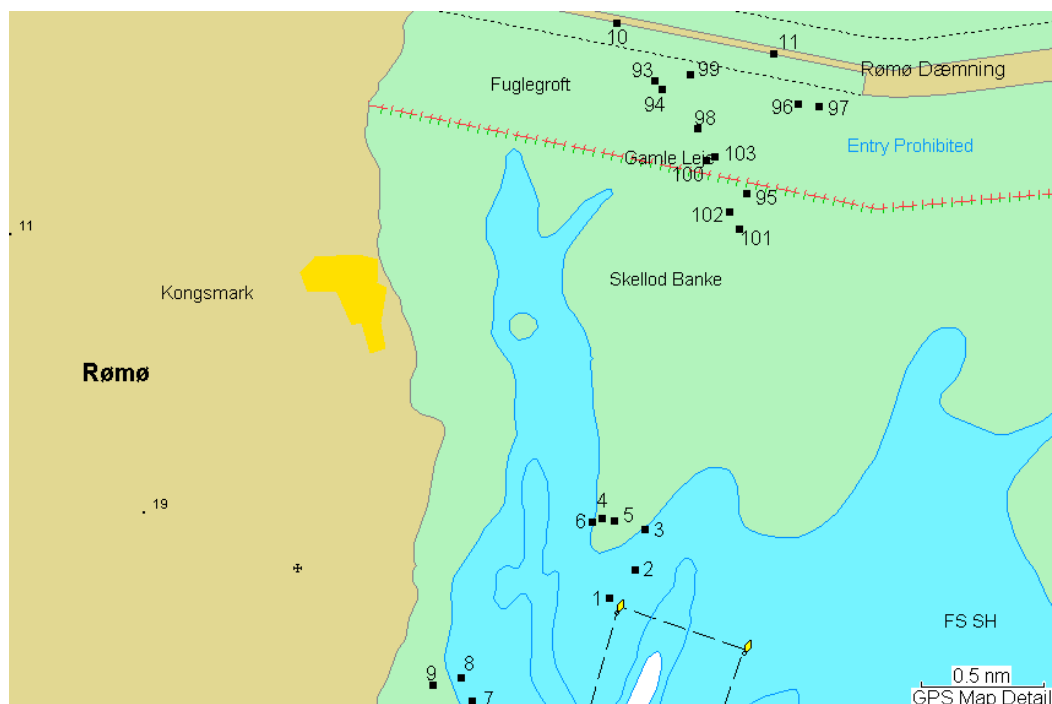 10
11
Rømø Dæmning
93
99
Fuglegroft
94
96
97
98
Entry Prohibited
Gamle Leje
103
100
95
102
101
11
Skellod Banke
Kongsmark
Rømø
19
4
6
5
3
2
1
FS SH
8
9
7
0.5 nm
GPS Map Detail